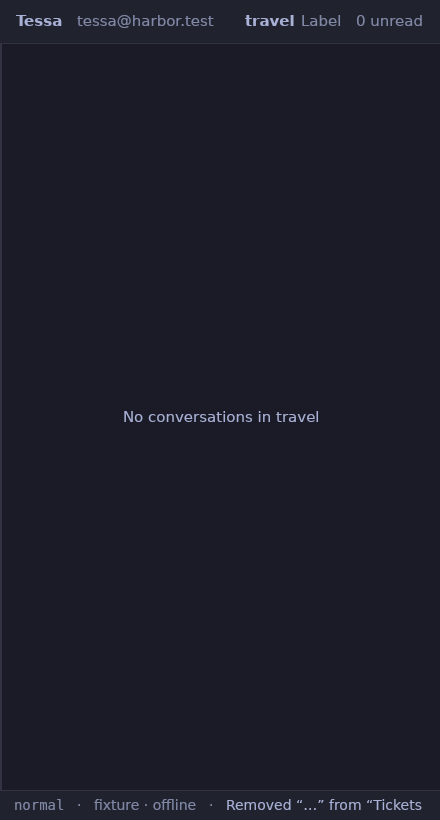 Tessa tessa@harbor.test travel Label 0 unread
No conversations in travel
normal · fixture · offline · Removed “…” from “Tickets